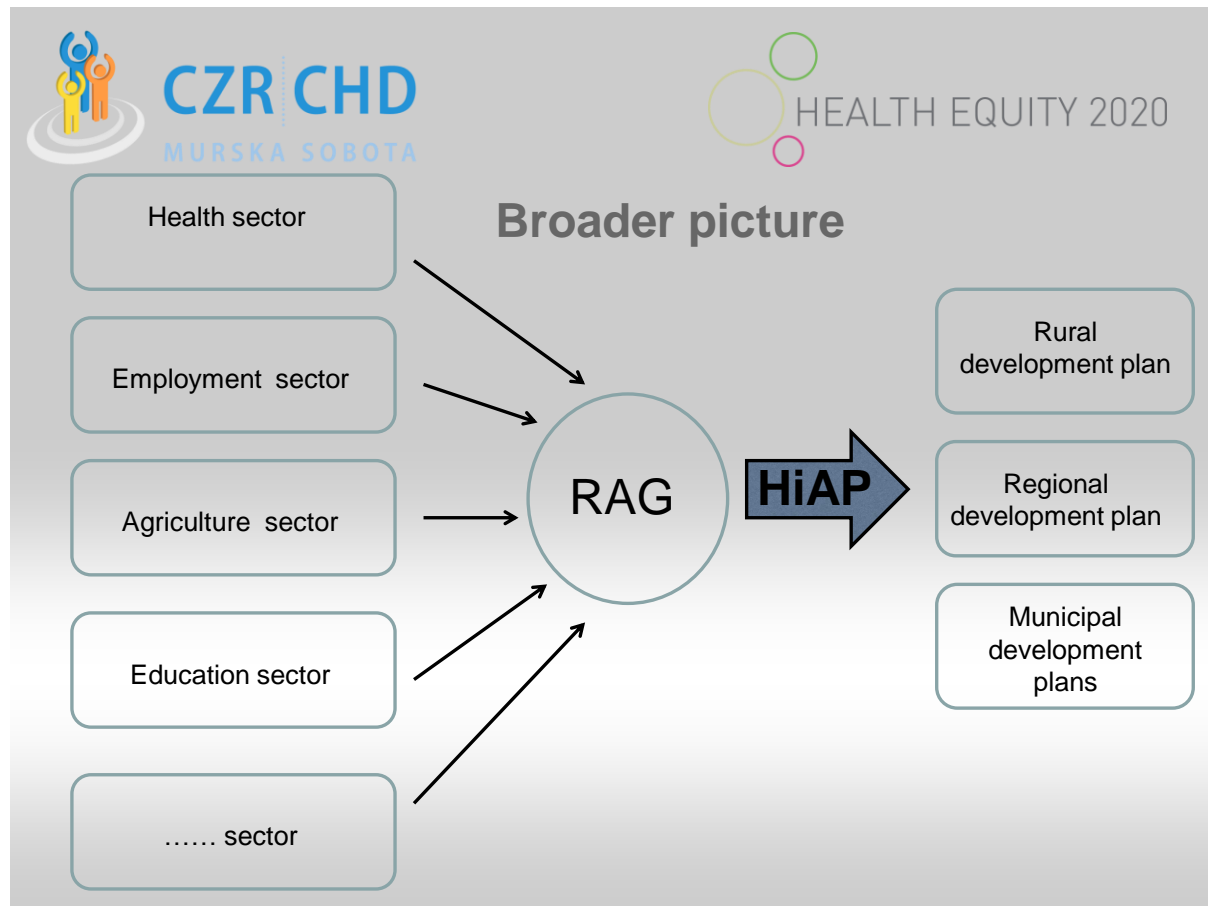 CZR CHD
MURSKA SOBOTA
HEALTH EQUITY 2020
Broader picture
Health sector
Employment sector
Agriculture sector
Education sector
…… sector
RAG
HiAP
Rural
development plan
Regional
development plan
Municipal
development
plans